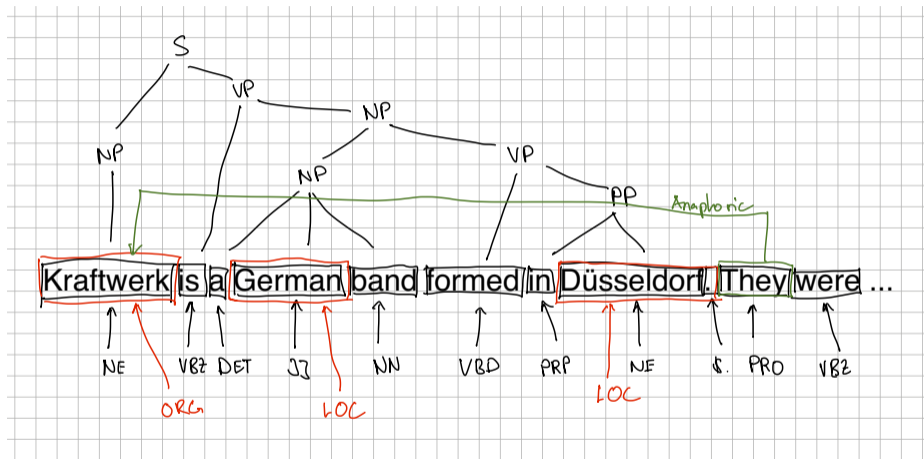 S
VP
NP
NP
VP
NP
PP
Anaphoric
Kraftwerk is a German band formed in Düsseldorf. They were ...
NE VBZ DET JJ NN VBD PRP NE $. PRO VBZ
ORG LOC LOC